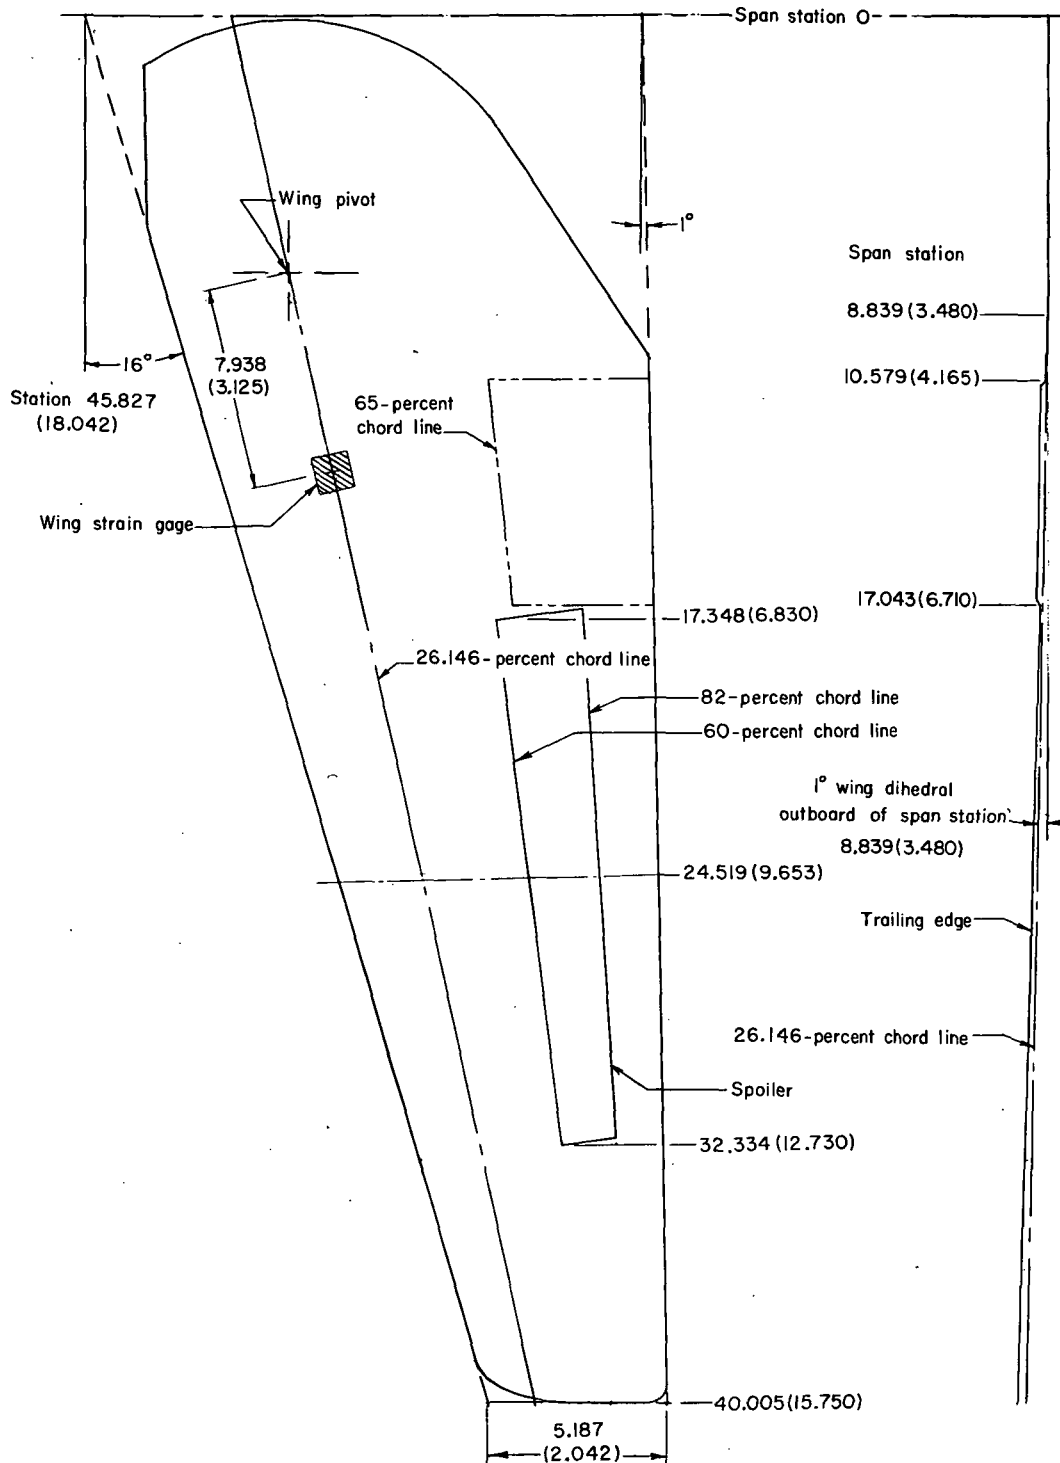 Span station O
Wing pivot
1°
Span station
8.839 (3.480)
16°
7.938
(3.125)
10.579 (4.165)
Station 45.827
(18.042)
65-percent
chord line
Wing strain gage
17.043 (6.710)
17.348 (6.830)
26.146-percent chord line
82-percent chord line
60-percent chord line
1° wing dihedral
outboard of span station
8.839 (3.480)
24.519 (9.653)
Trailing edge
26.146-percent chord line
Spoiler
32.334 (12.730)
40.005 (15.750)
5.187
(2.042)